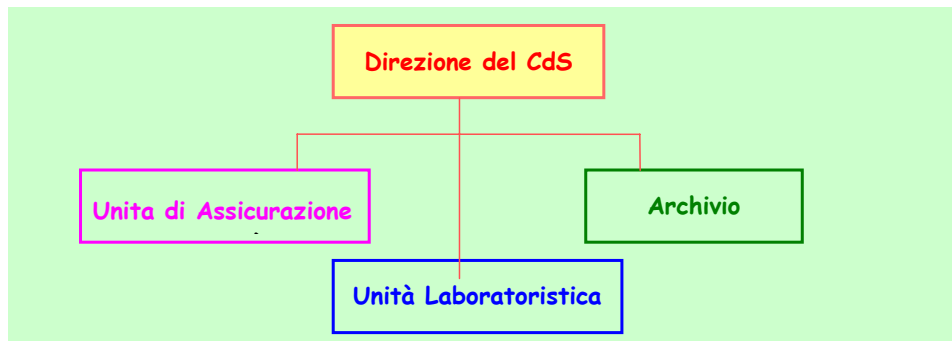 Direzione del CdS
Unita di Assicurazione
Archivio
Unità Laboratoristica